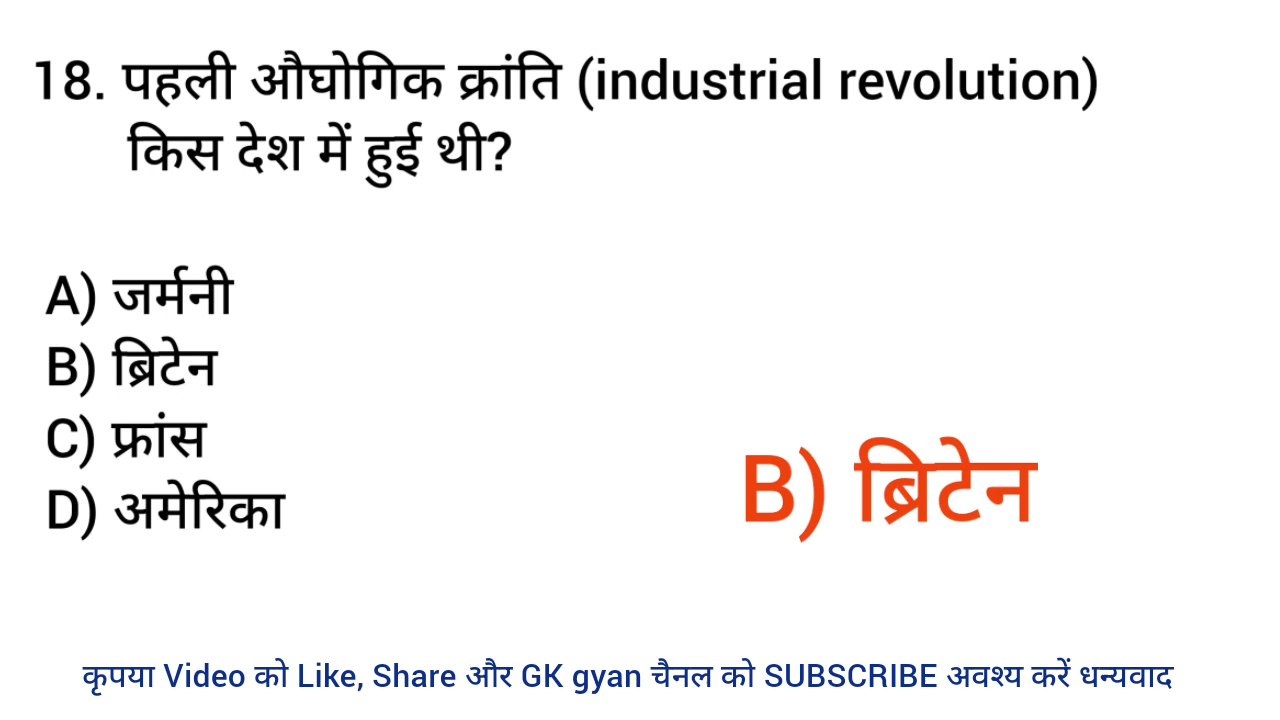 18. पहली औघोगिक क्रांति (industrial revolution)
किस देश में हुई थी?
A) जर्मनी
B) ब्रिटेन
C) फ्रांस
D) अमेरिका
B) ब्रिटेन
कृपया Video को Like, Share और GK gyan चैनल को SUBSCRIBE अवश्य करें धन्यवाद